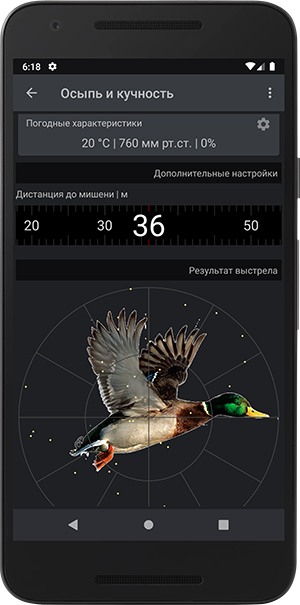 6:18
Осыпь и кучность
Погодные характеристики
20 °C | 760 мм рт.ст. | 0%
Дополнительные настройки
Дистанция до мишени | м
20 30 36 50
Результат выстрела